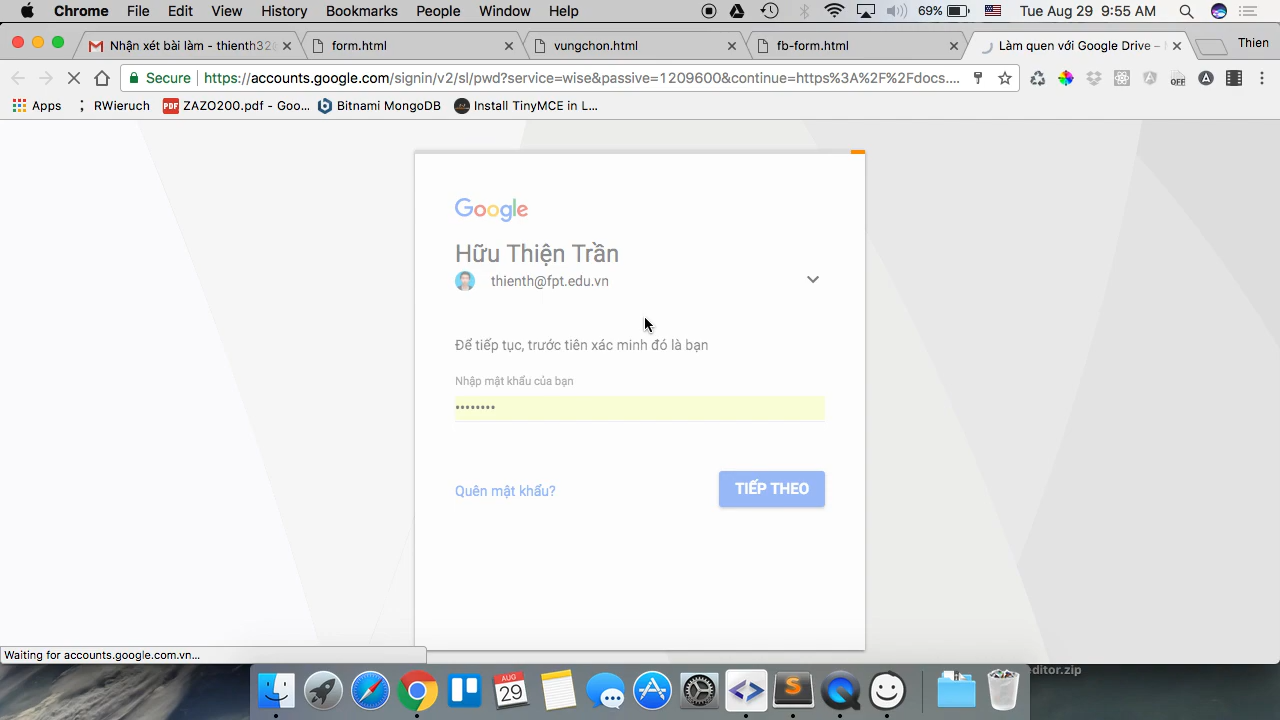 Chrome File Edit View History Bookmarks People Window Help 69% Tue Aug 29 9:55 AM
Nhận xét bài làm - thienth32@ form.html vungchon.html fb-form.html Làm quen với Google Drive – Thien
Secure https://accounts.google.com/signin/v2/sl/pwd?service=wise&passive=1209600&continue=https%3A%2F%2Fdocs.... OFF
Apps RWieruch PDF ZAZO200.pdf - Goo... Bitnami MongoDB Install TinyMCE in L...
Google
Hữu Thiện Trần
thienth@fpt.edu.vn
Để tiếp tục, trước tiên xác minh đó là bạn
Nhập mật khẩu của bạn
••••••••
Quên mật khẩu? TIẾP THEO
Waiting for accounts.google.com.vn...
editor.zip
AUG
29